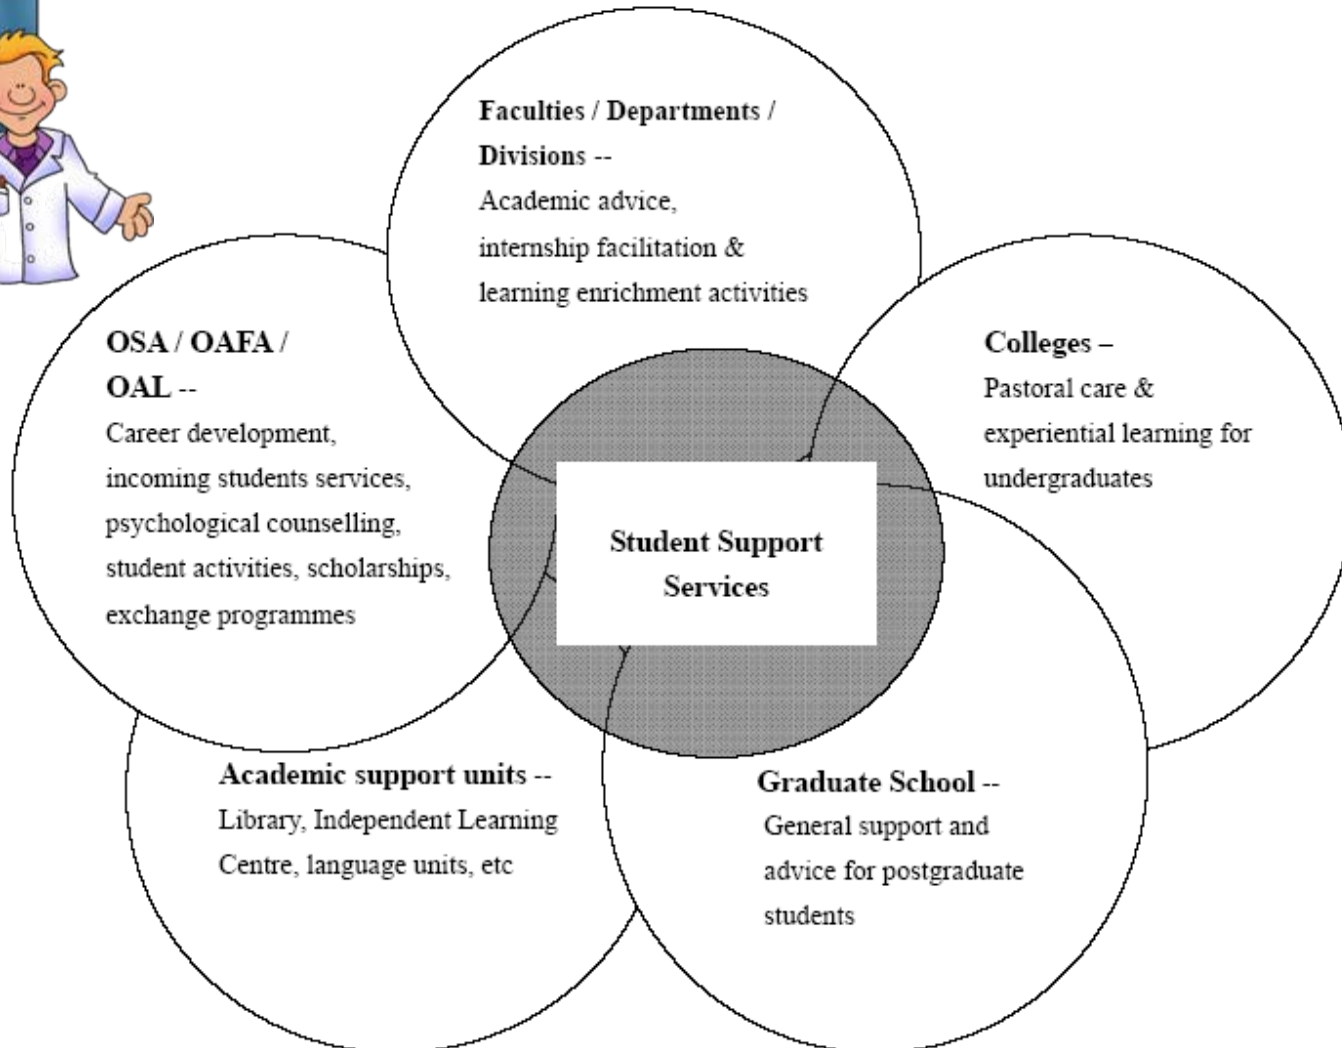 Faculties / Departments /
Divisions --
Academic advice,
internship facilitation &
learning enrichment activities
OSA / OAFA /
OAL --
Career development,
incoming students services,
psychological counselling,
student activities, scholarships,
exchange programmes
Colleges –
Pastoral care &
experiential learning for
undergraduates
Student Support
Services
Academic support units --
Library, Independent Learning
Centre, language units, etc
Graduate School --
General support and
advice for postgraduate
students